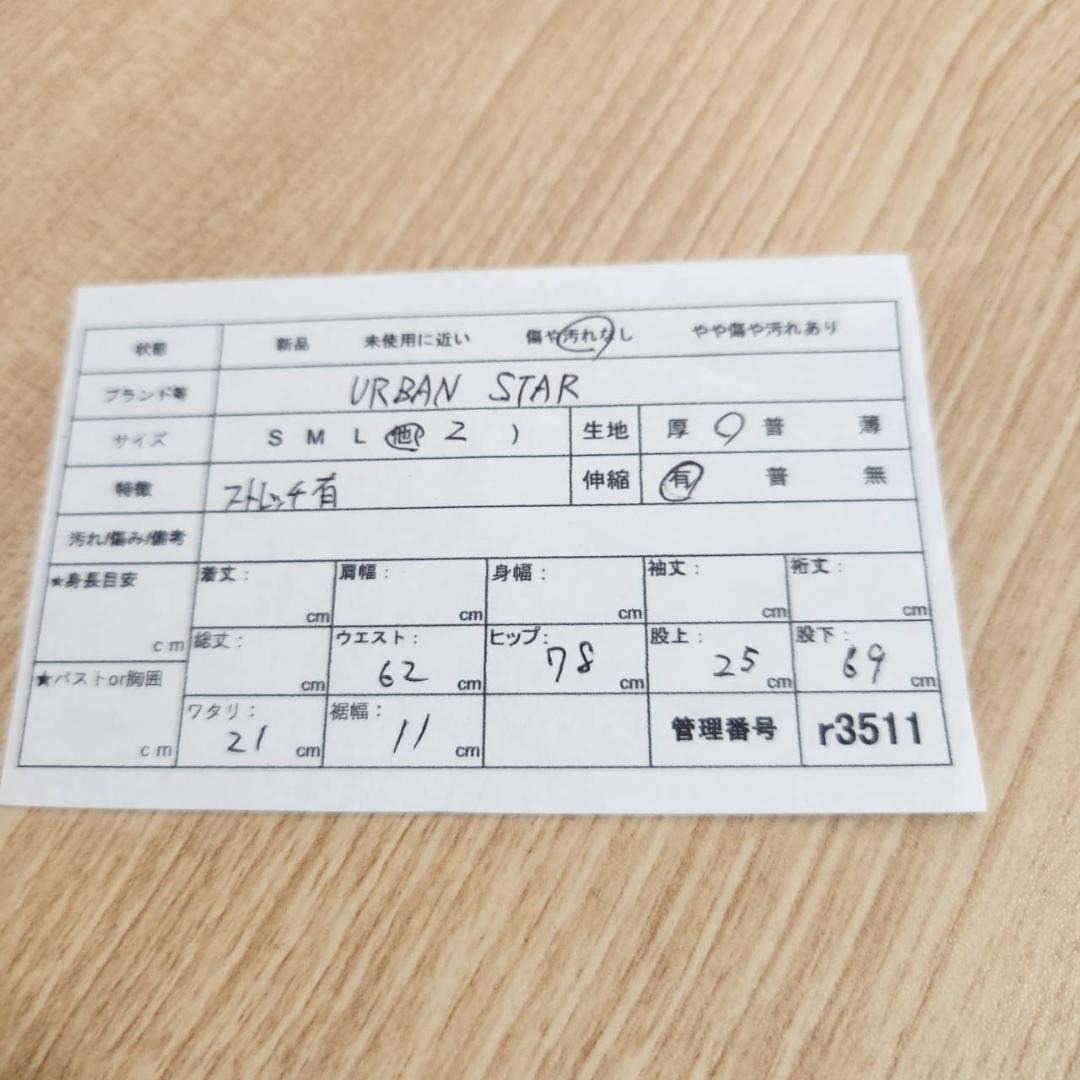 状態 新品 未使用に近い 傷や汚れなし やや傷や汚れあり
ブランド等 URBAN STAR
サイズ S M L 他( 2 ) 生地 厚 普 薄
特徴 ストレッチ有 伸縮 有 普 無
汚れ/傷み/備考
★身長目安 cm 着丈: cm 肩幅: cm 身幅: cm 袖丈: cm 裄丈: cm
総丈: cm ウエスト: 62 cm ヒップ: 78 cm 股上: 25 cm 股下: 69 cm
★バストor胸囲 cm ワタリ: 21 cm 裾幅: 11 cm 管理番号 r3511